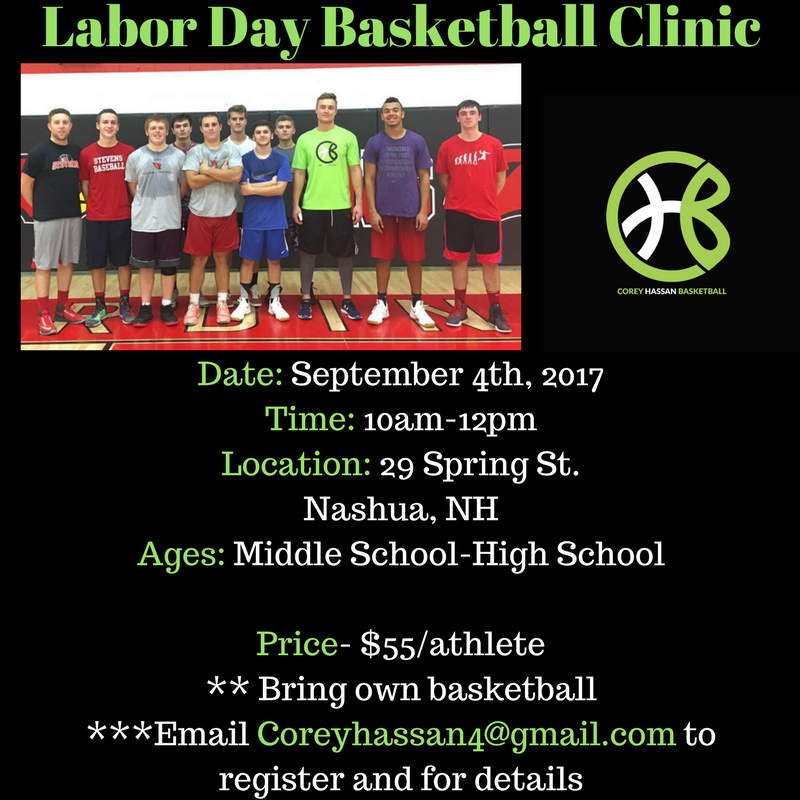 Labor Day Basketball Clinic
STEVENS
BASEBALL
COREY HASSAN BASKETBALL
Date: September 4th, 2017
Time: 10am-12pm
Location: 29 Spring St.
Nashua, NH
Ages: Middle School-High School
Price- $55/athlete
** Bring own basketball
***Email Coreyhassan4@gmail.com to
register and for details